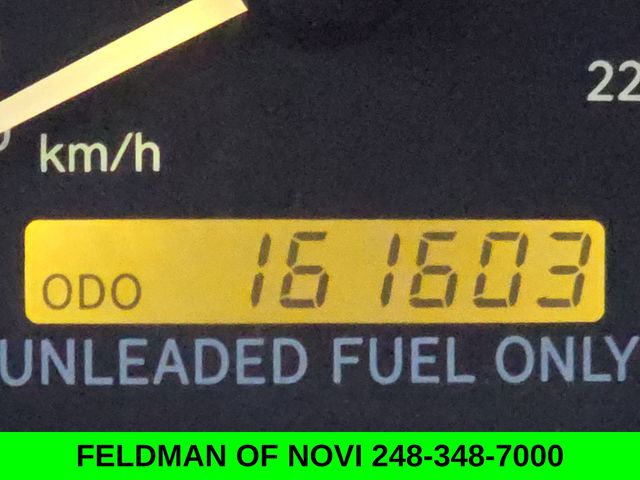 22
km/h
ODO 161603
UNLEADED FUEL ONLY
FELDMAN OF NOVI 248-348-7000